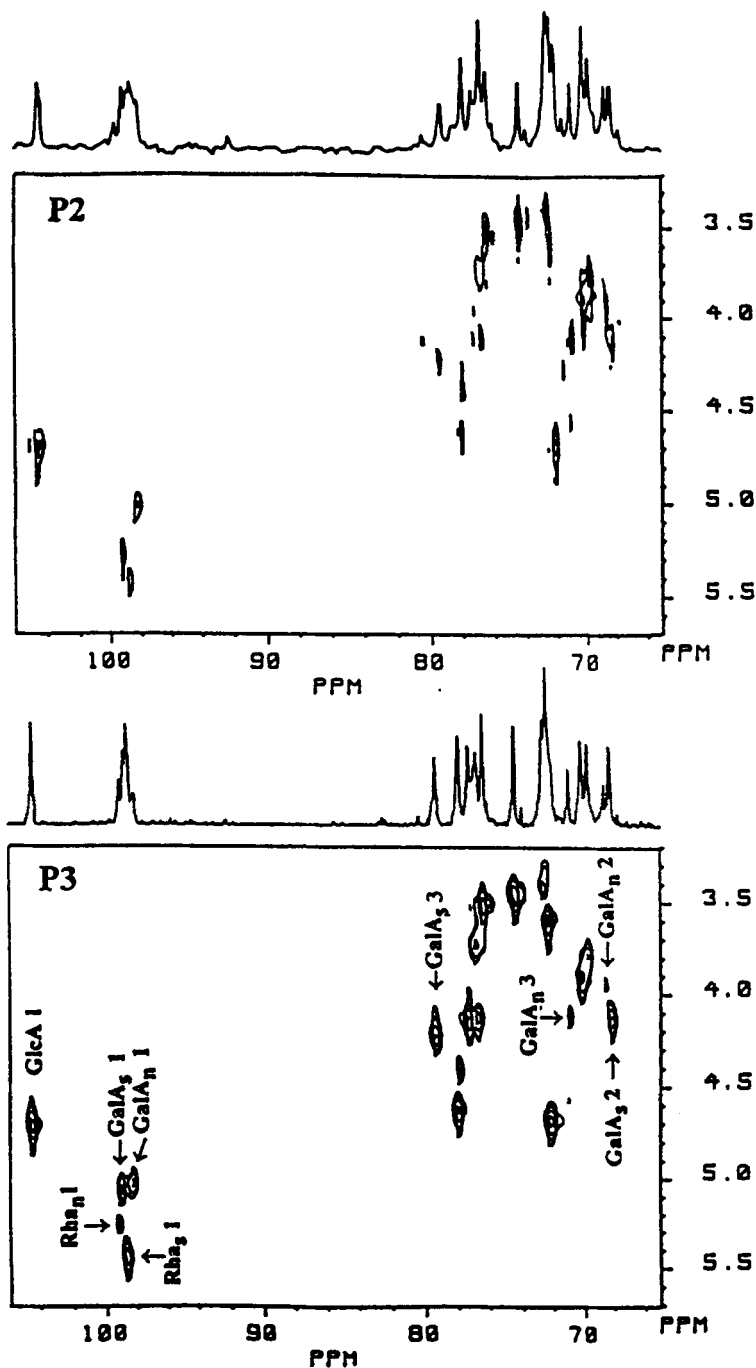 P2
3.5
4.0
4.5
5.0
5.5
100 90 80 70 PPM
PPM
P3
GlcA 1
GalAs 1
GalAn 1
Rhan 1
Rhas 1
GalAs 3
GalAn 3
GalAn 2
GalAs 2
3.5
4.0
4.5
5.0
5.5
100 90 80 70 PPM
PPM